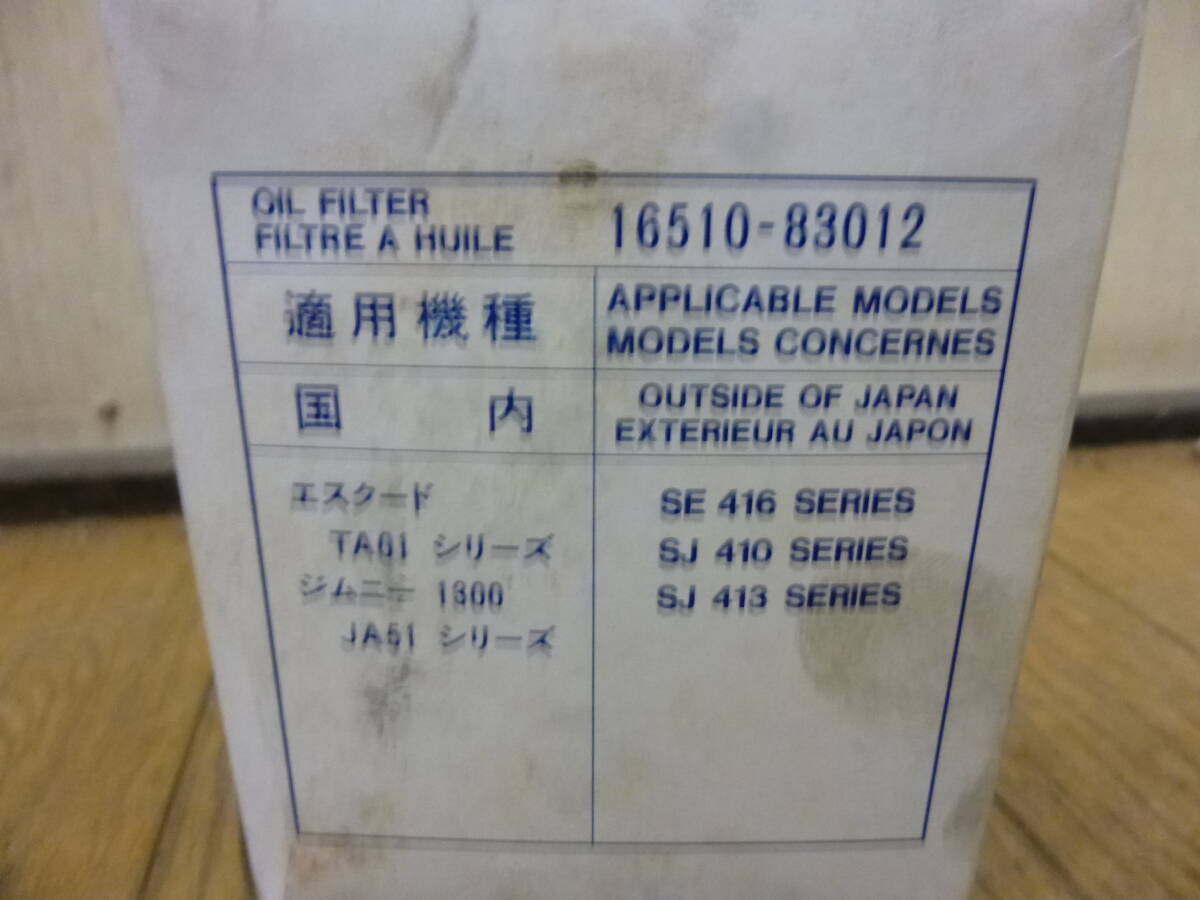 OIL FILTER
FILTRE A HUILE
16510-83012
適用機種
APPLICABLE MODELS
MODELS CONCERNES
国内
OUTSIDE OF JAPAN
EXTERIEUR AU JAPON
エスクード
TA01 シリーズ
ジムニー 1300
JA51 シリーズ
SE 416 SERIES
SJ 410 SERIES
SJ 413 SERIES